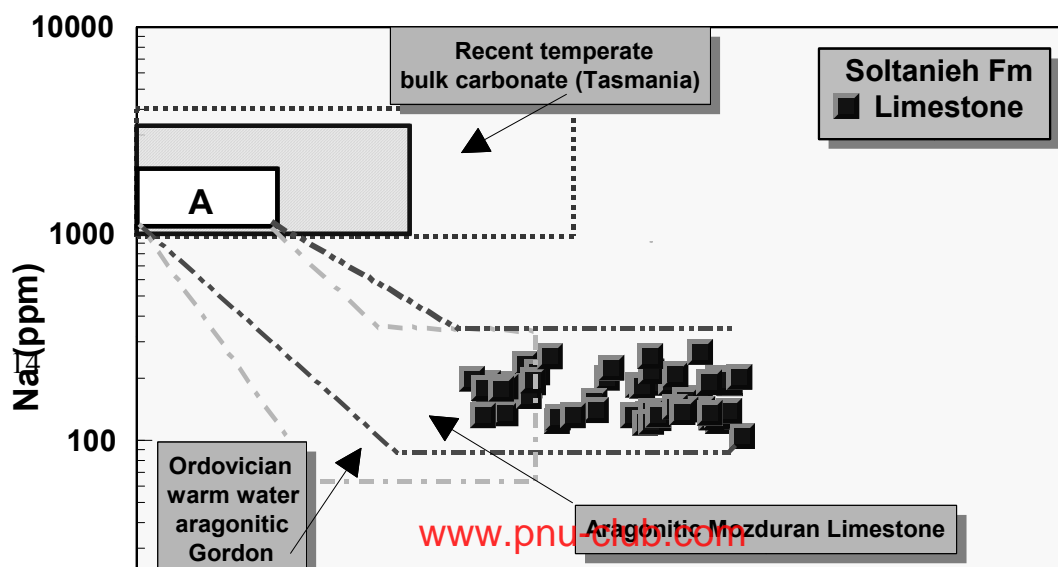 10000
Recent temperate
bulk carbonate (Tasmania)
Soltanieh Fm
Limestone
A
1000
Na (ppm)
14
100
Ordovician
warm water
aragonitic
Gordon
Aragonitic Mozduran Limestone
www.pnu-club.com